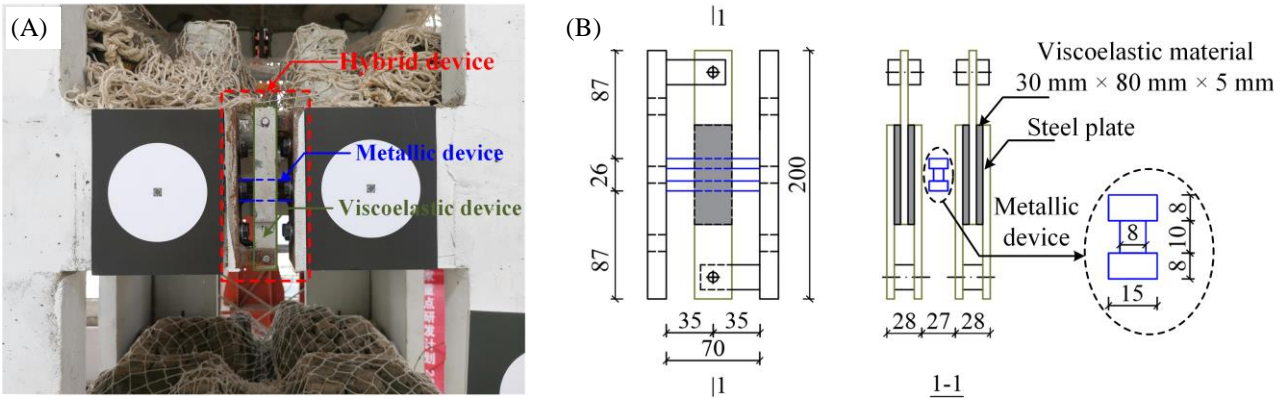 (A)
Hybrid device
Metallic device
Viscoelastic device
(B)
1
87
26
87
200
35
35
70
1
Viscoelastic material
30 mm × 80 mm × 5 mm
Steel plate
Metallic
device
8
10
8
8
15
28
27
28
1-1